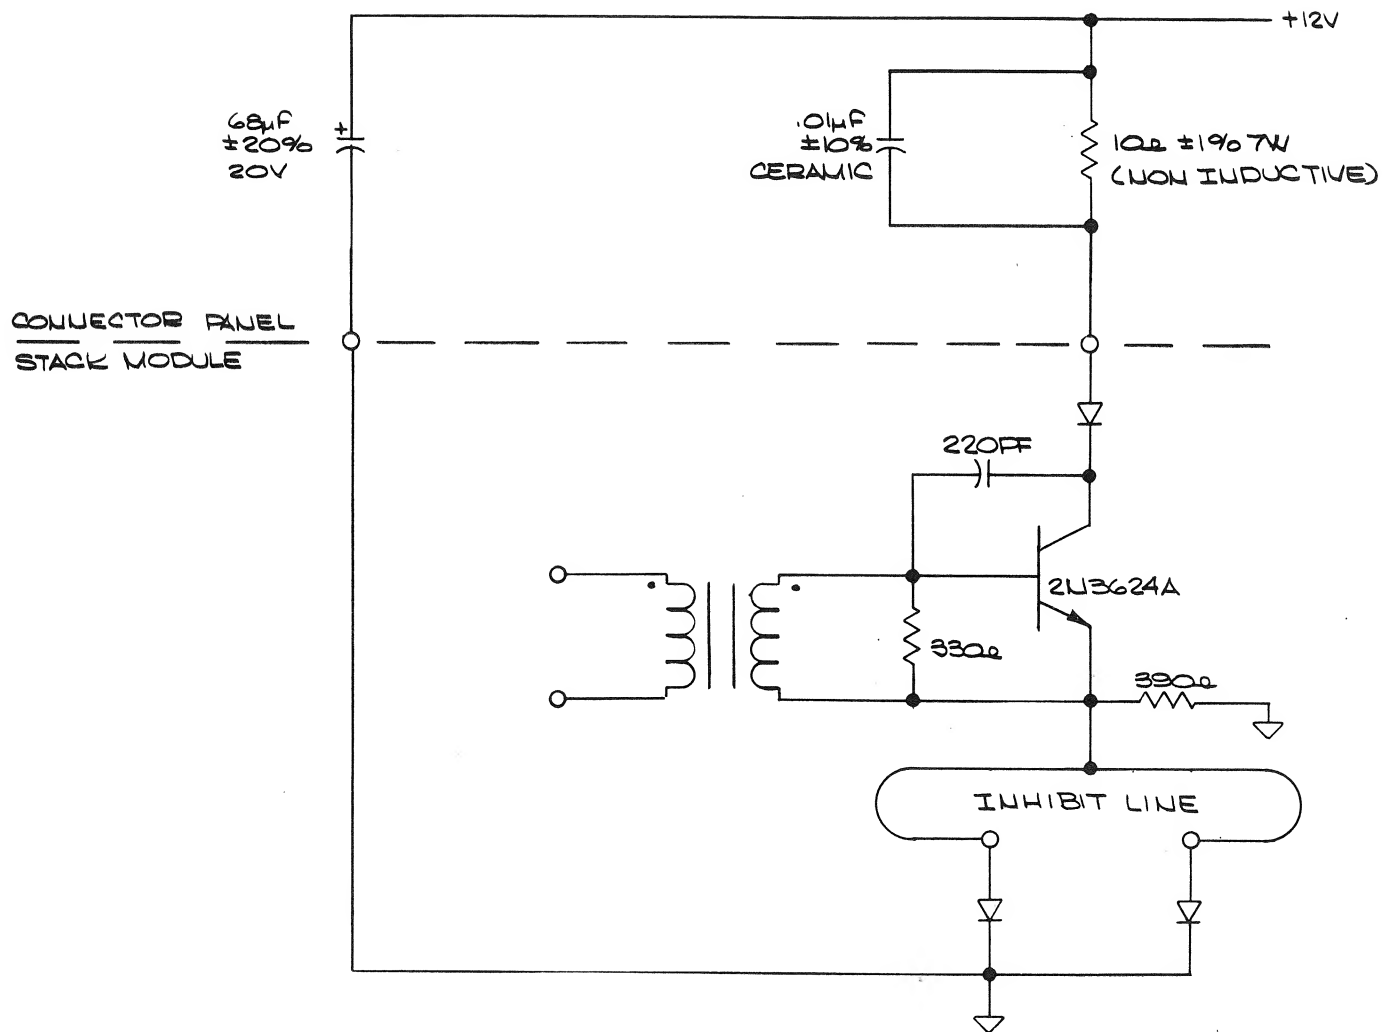 +12V
68µF
±20%
20V
+
.01µF
±10%
CERAMIC
10Ω ±1% 7W
(NON INDUCTIVE)
CONNECTOR PANEL
STACK MODULE
220PF
2N3624A
330Ω
390Ω
INHIBIT LINE